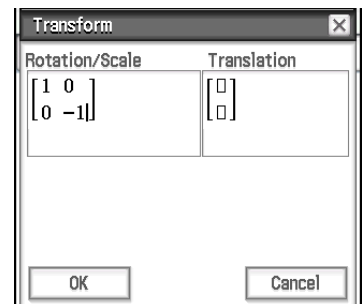 Transform
Rotation/Scale Translation
[1 0
0 -1] [□
□]
OK Cancel